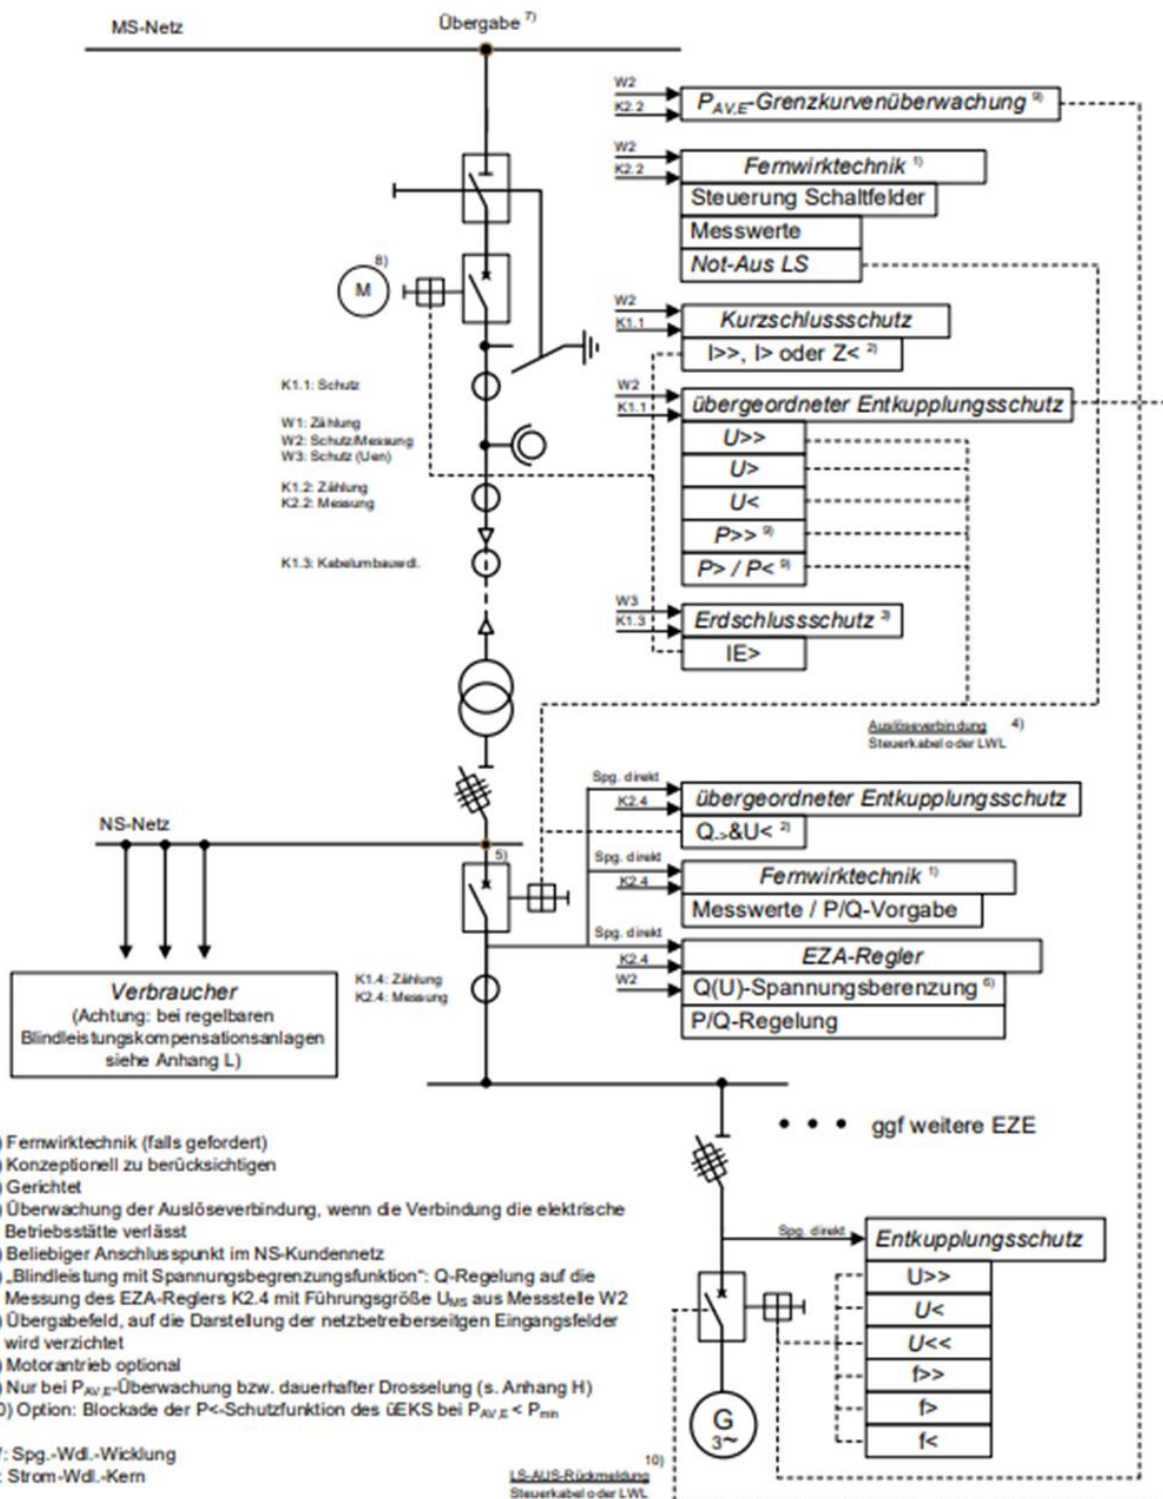 MS-Netz
Übergabe 7)
W2
K2.2
P AV,E-Grenzkurvenüberwachung 9)
W2
K2.2
Fernwirktechnik 1)
Steuerung Schaltfelder
Messwerte
Not-Aus LS
8)
M
W2
K1.1
Kurzschlussschutz
I>>, I> oder Z< 2)
K1.1: Schutz
W2
K1.1
übergeordneter Entkupplungsschutz
U>>
U>
U<
P>> 9)
P> / P< 9)
W1: Zählung
W2: Schutz/Messung
W3: Schutz (Uen)
K1.2: Zählung
K2.2: Messung
K1.3: Kabelumbauwdl.
W3
K1.3
Erdschlussschutz 3)
IE>
Auslöseverbindung 4)
Steuerkabel oder LWL
Spg. direkt
K2.4
übergeordneter Entkupplungsschutz
Q->&U< 2)
NS-Netz
5)
Spg. direkt
K2.4
Fernwirktechnik 1)
Messwerte / P/Q-Vorgabe
Spg. direkt
K2.4
W2
EZA-Regler
Q(U)-Spannungsberenzung 6)
P/Q-Regelung
K1.4: Zählung
K2.4: Messung
Verbraucher
(Achtung: bei regelbaren
Blindleistungskompensationsanlagen
siehe Anhang L)
ggf weitere EZE
) Fernwirktechnik (falls gefordert)
) Konzeptionell zu berücksichtigen
) Gerichtet
) Überwachung der Auslöseverbindung, wenn die Verbindung die elektrische
Betriebsstätte verlässt
) Beliebiger Anschlusspunkt im NS-Kundennetz
) „Blindleistung mit Spannungsbegrenzungsfunktion“: Q-Regelung auf die
Messung des EZA-Reglers K2.4 mit Führungsgröße UMS aus Messstelle W2
) Übergabefeld, auf die Darstellung der netzbetreiberseitgen Eingangsfelder
wird verzichtet
) Motorantrieb optional
) Nur bei PAV,E-Überwachung bzw. dauerhafter Drosselung (s. Anhang H)
0) Option: Blockade der P<-Schutzfunktion des üEKS bei PAV,E < Pmin
: Spg.-Wdl.-Wicklung
: Strom-Wdl.-Kern
Spg. direkt
Entkupplungsschutz
U>>
U<
U<<
f>>
f>
f<
G
3~
10)
LS-AUS-Rückmeldung
Steuerkabel oder LWL